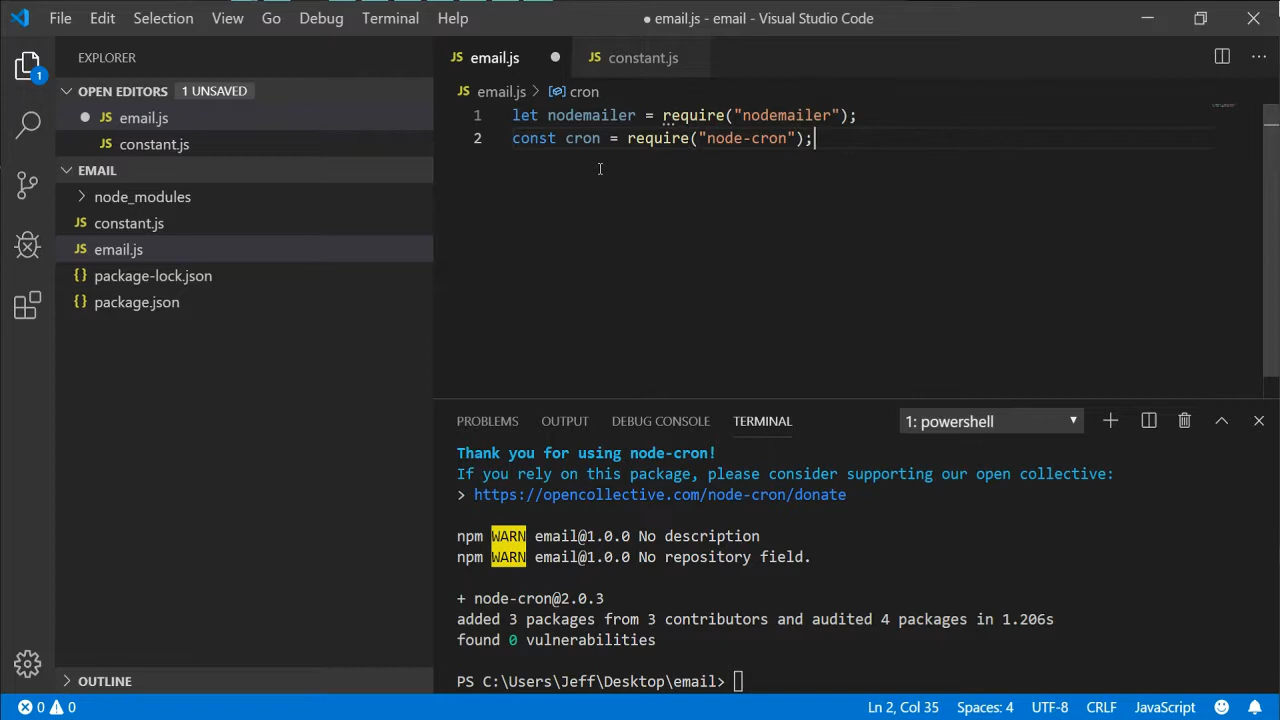 File Edit Selection View Go Debug Terminal Help
● email.js - email - Visual Studio Code
1
EXPLORER
OPEN EDITORS 1 UNSAVED
JS email.js
JS constant.js
EMAIL
node_modules
JS constant.js
JS email.js
{} package-lock.json
{} package.json
OUTLINE
JS email.js
JS constant.js
JS email.js > cron
1 let nodemailer = require("nodemailer");
2 const cron = require("node-cron");
PROBLEMS OUTPUT DEBUG CONSOLE TERMINAL 1: powershell
Thank you for using node-cron!
If you rely on this package, please consider supporting our open collective:
> https://opencollective.com/node-cron/donate
npm WARN email@1.0.0 No description
npm WARN email@1.0.0 No repository field.
+ node-cron@2.0.3
added 3 packages from 3 contributors and audited 4 packages in 1.206s
found 0 vulnerabilities
PS C:\Users\Jeff\Desktop\email>
0 0 Ln 2, Col 35 Spaces: 4 UTF-8 CRLF JavaScript